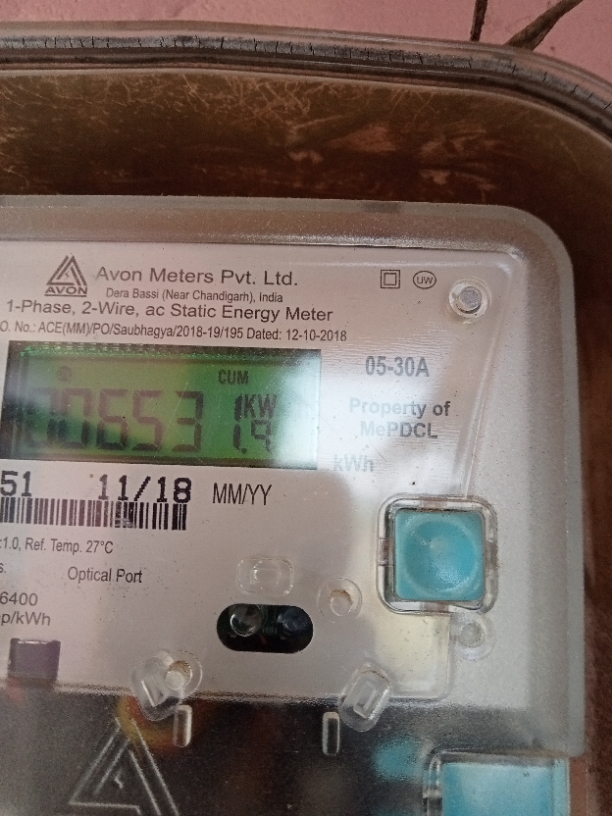 AVON
Avon Meters Pvt. Ltd.
Dera Bassi (Near Chandigarh), India
1-Phase, 2-Wire, ac Static Energy Meter
O. No.: ACE(MM)/PO/Saubhagya/2018-19/195 Dated: 12-10-2018
UW
CUM
KW
05-30A
Property of
MePDCL
kWh
51 11/18 MM/YY
:1.0, Ref. Temp. 27°C
s. Optical Port
6400
p/kWh